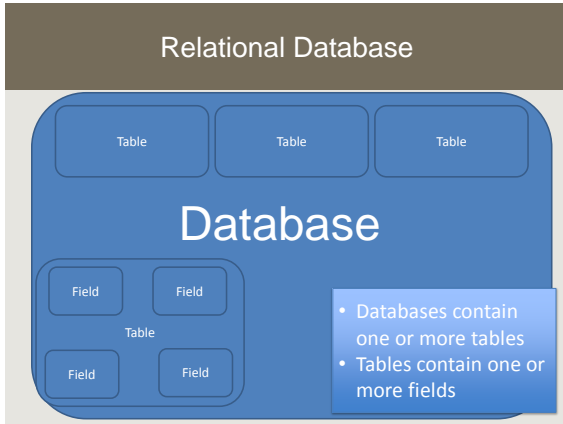 Relational Database
Table Table Table
Database
Field Field
Table
Field Field
• Databases contain
one or more tables
• Tables contain one or
more fields